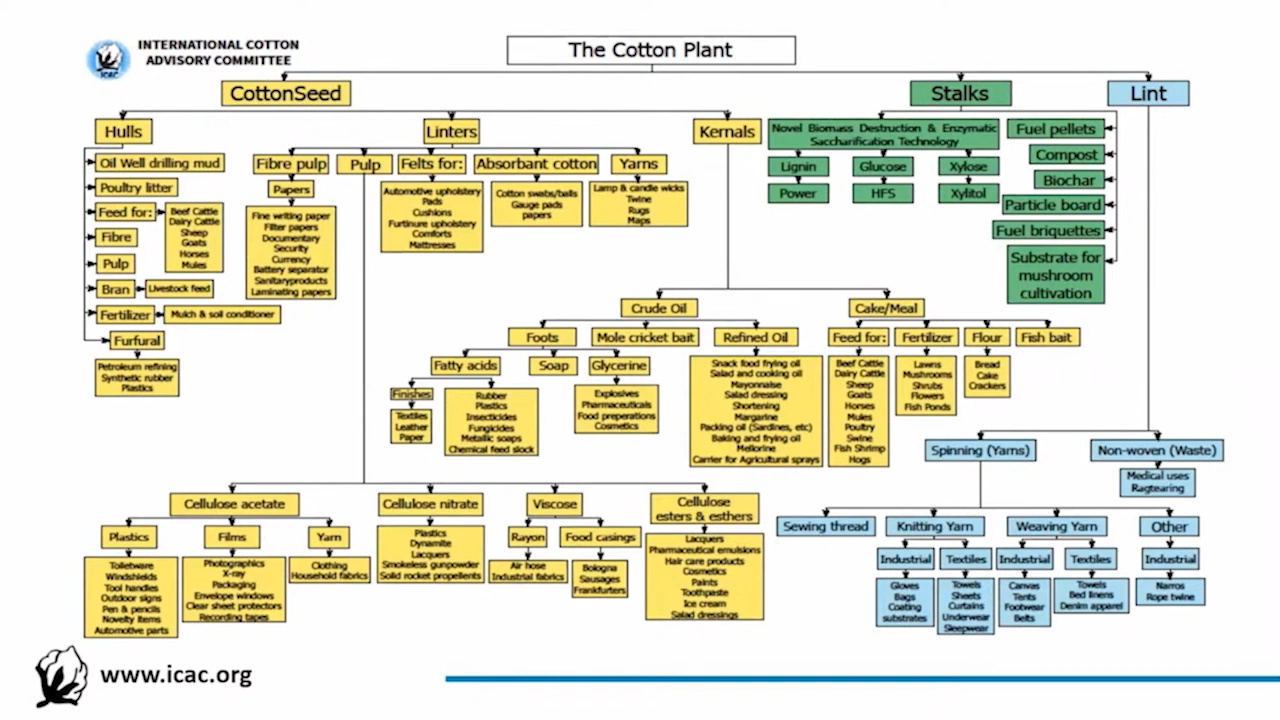 INTERNATIONAL COTTON
ADVISORY COMMITTEE
ICAC
The Cotton Plant
CottonSeed
Stalks
Lint
Hulls
Linters
Kernals
Oil Well drilling mud
Poultry litter
Feed for:
Beef Cattle
Dairy Cattle
Sheep
Goats
Horses
Mules
Fibre
Pulp
Bran
Livestock feed
Fertilizer
Mulch & soil conditioner
Furfural
Petroleum refining
Synthetic rubber
Plastics
Fibre pulp
Papers
Fine writing paper
Filter papers
Documentary
Security
Currency
Battery separator
Sanitaryproducts
Laminating papers
Pulp
Felts for:
Automotive upholstery
Pads
Cushions
Furtinure upholstery
Comforts
Mattresses
Absorbant cotton
Cotton swabs/balls
Gauge pads
papers
Yarns
Lamp & candle wicks
Twine
Rugs
Maps
Novel Biomass Destruction & Enzymatic
Saccharification Technology
Lignin
Glucose
Xylose
Power
HFS
Xylitol
Fuel pellets
Compost
Biochar
Particle board
Fuel briquettes
Substrate for
mushroom
cultivation
Crude Oil
Cake/Meal
Foots
Mole cricket bait
Refined Oil
Fatty acids
Soap
Glycerine
Finishes
Textiles
Leather
Paper
Rubber
Plastics
Insecticides
Fungicides
Metallic soaps
Chemical feed stock
Explosives
Pharmaceuticals
Food preperations
Cosmetics
Snack food frying oil
Salad and cooking oil
Mayonnaise
Salad dressing
Shortening
Margarine
Packing oil (Sardines, etc)
Baking and frying oil
Mellorine
Carrier for Agricultural sprays
Feed for:
Beef Cattle
Dairy Cattle
Sheep
Goats
Horses
Mules
Poultry
Swine
Fish Shrimp
Hogs
Fertilizer
Lawns
Mushrooms
Shrubs
Flowers
Fish Ponds
Flour
Bread
Cake
Crackers
Fish bait
Spinning (Yarns)
Non-woven (Waste)
Medical uses
Ragtearing
Cellulose acetate
Cellulose nitrate
Viscose
Cellulose
esters & esthers
Plastics
Films
Yarn
Toiletware
Windshields
Tool handles
Outdoor signs
Pen & pencils
Novelty items
Automotive parts
Photographics
X-ray
Packaging
Envelope windows
Clear sheet protectors
Recording tapes
Clothing
Household fabrics
Plastics
Dynamite
Lacquers
Smokeless gunpowder
Solid rocket propellents
Rayon
Food casings
Air hose
Industrial fabrics
Bologna
Sausages
Frankfurters
Lacquers
Pharmaceutical emulsions
Hair care products
Cosmetics
Paints
Toothpaste
Ice cream
Salad dressings
Sewing thread
Knitting Yarn
Weaving Yarn
Other
Industrial
Textiles
Industrial
Textiles
Industrial
Gloves
Bags
Coating
substrates
Towels
Sheets
Curtains
Underwear
Sleepwear
Canvas
Tents
Footwear
Belts
Towels
Bed linens
Denim apparel
Narros
Rope twine
www.icac.org